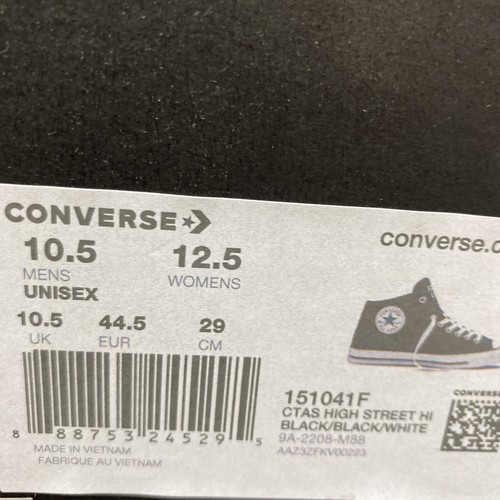 CONVERSE
10.5 12.5
MENS WOMENS
UNISEX
10.5 44.5 29
UK EUR CM
8 88753 24529 5
MADE IN VIETNAM
FABRIQUE AU VIETNAM
converse.c
151041F
CTAS HIGH STREET HI
BLACK/BLACK/WHITE
9A-2208-M88
AAZ3ZFKV00223
CONVERSE